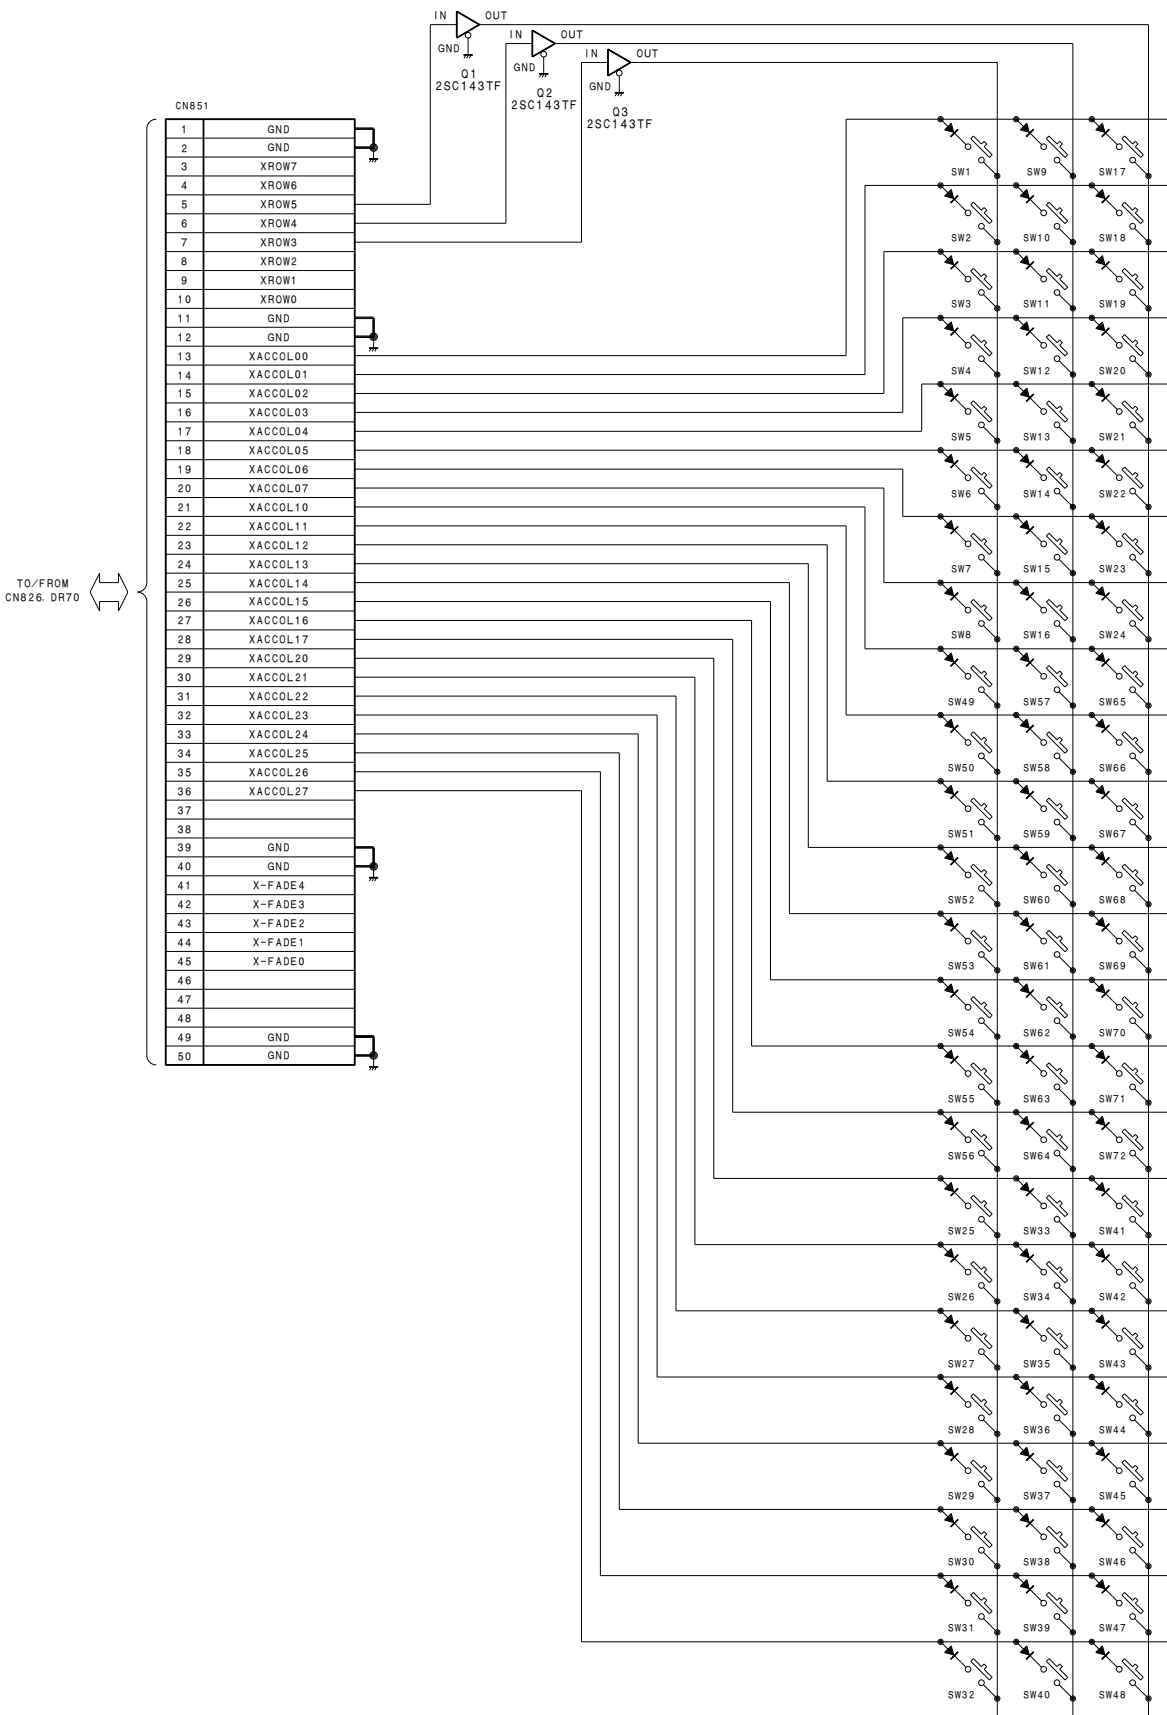 IN OUT
GND
Q1
2SC143TF
IN OUT
GND
Q2
2SC143TF
IN OUT
GND
Q3
2SC143TF
CN851
1 GND
2 GND
3 XROW7
4 XROW6
5 XROW5
6 XROW4
7 XROW3
8 XROW2
9 XROW1
10 XROW0
11 GND
12 GND
13 XACCOL00
14 XACCOL01
15 XACCOL02
16 XACCOL03
17 XACCOL04
18 XACCOL05
19 XACCOL06
20 XACCOL07
21 XACCOL10
22 XACCOL11
23 XACCOL12
24 XACCOL13
25 XACCOL14
26 XACCOL15
27 XACCOL16
28 XACCOL17
29 XACCOL20
30 XACCOL21
31 XACCOL22
32 XACCOL23
33 XACCOL24
34 XACCOL25
35 XACCOL26
36 XACCOL27
37
38
39 GND
40 GND
41 X-FADE4
42 X-FADE3
43 X-FADE2
44 X-FADE1
45 X-FADE0
46
47
48
49 GND
50 GND
TO/FROM
CN826, DR70
SW1 SW9 SW17
SW2 SW10 SW18
SW3 SW11 SW19
SW4 SW12 SW20
SW5 SW13 SW21
SW6 SW14 SW22
SW7 SW15 SW23
SW8 SW16 SW24
SW49 SW57 SW65
SW50 SW58 SW66
SW51 SW59 SW67
SW52 SW60 SW68
SW53 SW61 SW69
SW54 SW62 SW70
SW55 SW63 SW71
SW56 SW64 SW72
SW25 SW33 SW41
SW26 SW34 SW42
SW27 SW35 SW43
SW28 SW36 SW44
SW29 SW37 SW45
SW30 SW38 SW46
SW31 SW39 SW47
SW32 SW40 SW48